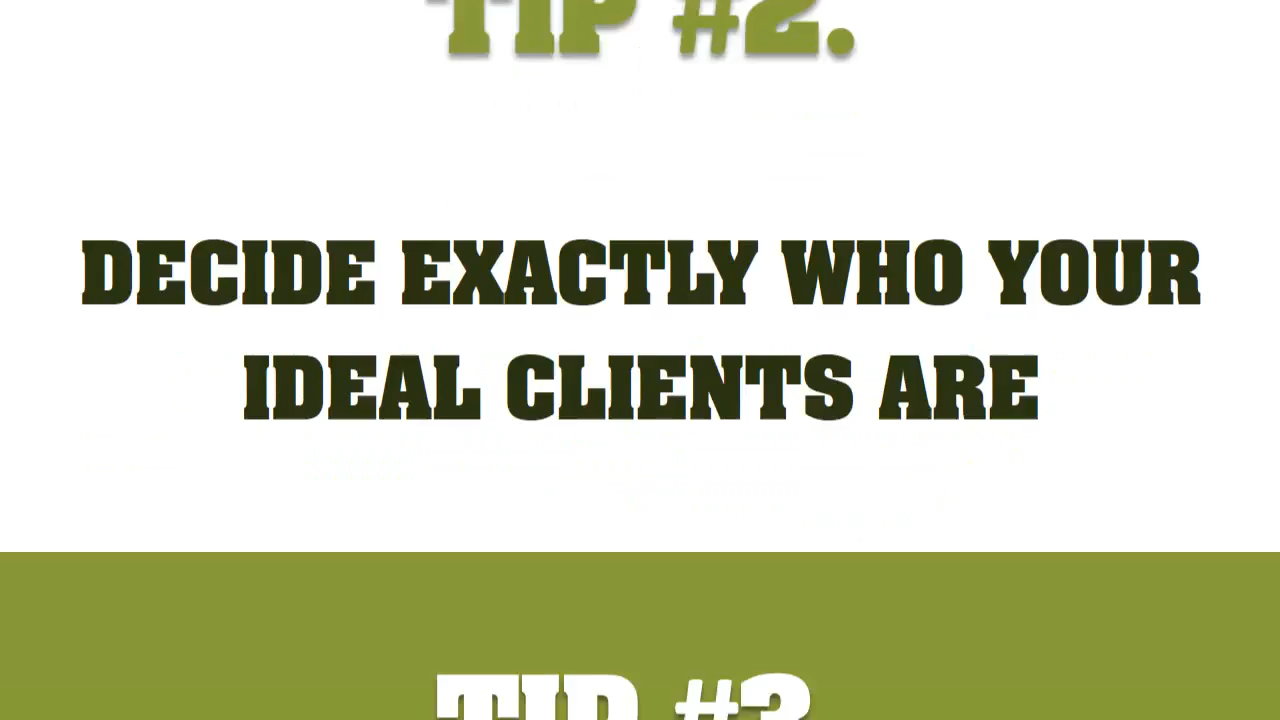 TIP #2.
DECIDE EXACTLY WHO YOUR
IDEAL CLIENTS ARE
TIP #3